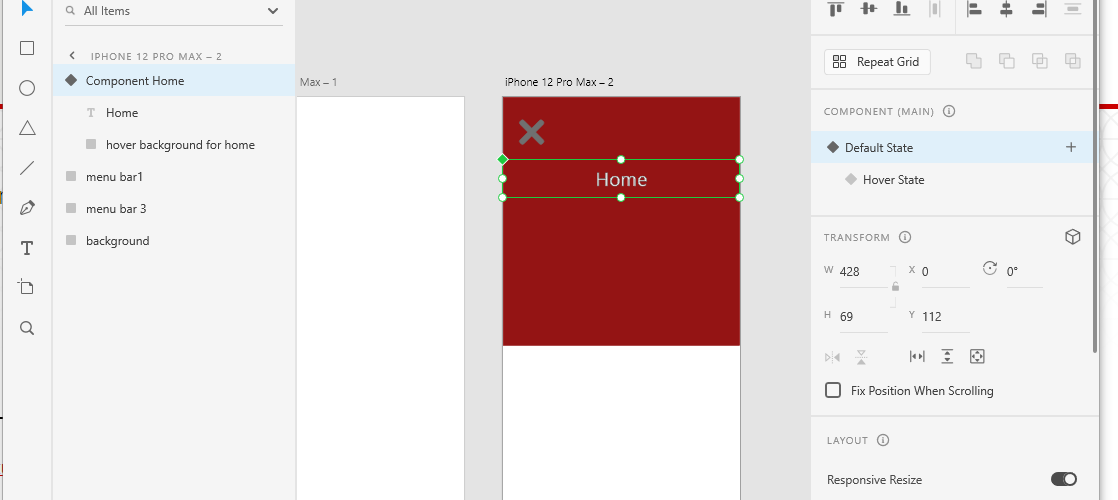 All Items
IPHONE 12 PRO MAX – 2
Component Home
T Home
hover background for home
menu bar1
menu bar 3
background
T
Max – 1
iPhone 12 Pro Max – 2
Home
Repeat Grid
COMPONENT (MAIN)
Default State +
Hover State
TRANSFORM
W 428 X 0 0°
H 69 Y 112
Fix Position When Scrolling
LAYOUT
Responsive Resize